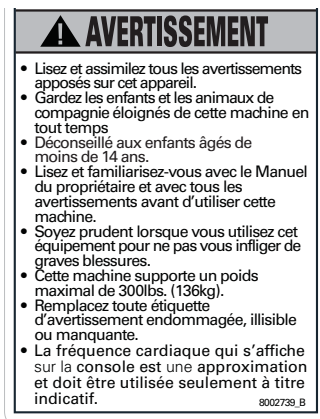 AVERTISSEMENT
• Lisez et assimilez tous les avertissements
apposés sur cet appareil.
• Gardez les enfants et les animaux de
compagnie éloignés de cette machine en
tout temps
• Déconseillé aux enfants âgés de
moins de 14 ans.
• Lisez et familiarisez-vous avec le Manuel
du propriétaire et avec tous les
avertissements avant d'utiliser cette
machine.
• Soyez prudent lorsque vous utilisez cet
équipement pour ne pas vous infliger de
graves blessures.
• Cette machine supporte un poids
maximal de 300lbs. (136kg).
• Remplacez toute étiquette
d'avertissement endommagée, illisible
ou manquante.
• La fréquence cardiaque qui s'affiche
sur la console est une approximation
et doit être utilisée seulement à titre
indicatif.
8002739_B